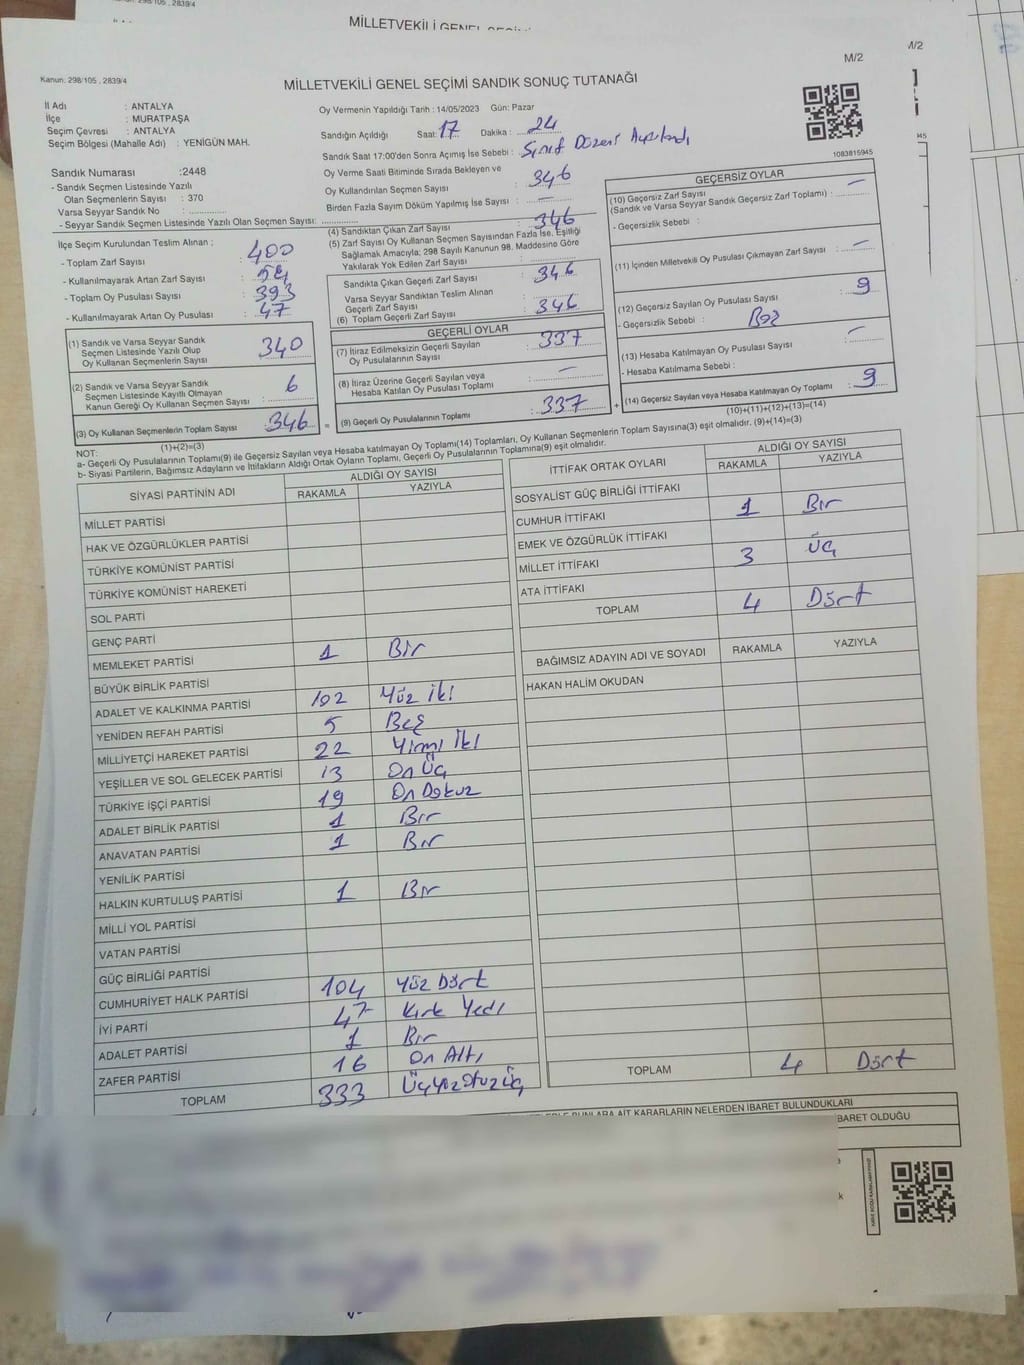 MİLLETVEKİLİ GENEL
M/2
M/2
Kanun: 298/105 , 2839/4
MİLLETVEKİLİ GENEL SEÇİMİ SANDIK SONUÇ TUTANAĞI
İl Adı : ANTALYA
İlçe : MURATPAŞA
Seçim Çevresi : ANTALYA
Seçim Bölgesi (Mahalle Adı) : YENİGÜN MAH.
Oy Vermenin Yapıldığı Tarih : 14/05/2023 Gün: Pazar
Sandığın Açıldığı Saat: 17 Dakika : 24
Sandık Saat 17:00'den Sonra Açımış İse Sebebi : Sınıf Düzeni Açıklandı
1083815945
Sandık Numarası :2448
- Sandık Seçmen Listesinde Yazılı
Olan Seçmenlerin Sayısı : 370
Varsa Seyyar Sandık No :
- Seyyar Sandık Seçmen Listesinde Yazılı Olan Seçmen Sayısı:
Oy Verme Saati Bitiminde Sırada Bekleyen ve
Oy Kullandırılan Seçmen Sayısı : 346
Birden Fazla Sayım Döküm Yapılmış İse Sayısı : —
İlçe Seçim Kurulundan Teslim Alınan ;
- Toplam Zarf Sayısı : 400
- Kullanılmayarak Artan Zarf Sayısı : 54
- Toplam Oy Pusulası Sayısı : 393
- Kullanılmayarak Artan Oy Pusulası : 47
(4) Sandıktan Çıkan Zarf Sayısı : 346
(5) Zarf Sayısı Oy Kullanan Seçmen Sayısından Fazla İse, Eşitliği
Sağlamak Amacıyla; 298 Sayılı Kanunun 98. Maddesine Göre
Yakılarak Yok Edilen Zarf Sayısı :
Sandıkta Çıkan Geçerli Zarf Sayısı : 346
Varsa Seyyar Sandıktan Teslim Alınan
Geçerli Zarf Sayısı :
(6) Toplam Geçerli Zarf Sayısı : 346
GEÇERSİZ OYLAR
(10) Geçersiz Zarf Sayısı
(Sandık ve Varsa Seyyar Sandık Geçersiz Zarf Toplamı) : —
- Geçersizlik Sebebi :
(11) İçinden Milletvekili Oy Pusulası Çıkmayan Zarf Sayısı : —
(12) Geçersiz Sayılan Oy Pusulası Sayısı : 9
- Geçersizlik Sebebi : Boş
(13) Hesaba Katılmayan Oy Pusulası Sayısı : —
- Hesaba Katılmama Sebebi :
(14) Geçersiz Sayılan veya Hesaba Katılmayan Oy Toplamı : 9
(10)+(11)+(12)+(13)=(14)
(1) Sandık ve Varsa Seyyar Sandık
Seçmen Listesinde Yazılı Olup
Oy Kullanan Seçmenlerin Sayısı : 340
(2) Sandık ve Varsa Seyyar Sandık
Seçmen Listesinde Kayıtlı Olmayan
Kanun Gereği Oy Kullanan Seçmen Sayısı : 6
(3) Oy Kullanan Seçmenlerin Toplam Sayısı : 346
(1)+(2)=(3)
GEÇERLİ OYLAR
(7) İtiraz Edilmeksizin Geçerli Sayılan
Oy Pusulalarının Sayısı : 337
(8) İtiraz Üzerine Geçerli Sayılan veya
Hesaba Katılan Oy Pusulası Toplamı : —
= (9) Geçerli Oy Pusulalarının Toplamı : 337 +
NOT:
a- Geçerli Oy Pusulalarının Toplamı(9) ile Geçersiz Sayılan veya Hesaba katılmayan Oy Toplamı(14) Toplamları, Oy Kullanan Seçmenlerin Toplam Sayısına(3) eşit olmalıdır. (9)+(14)=(3)
b- Siyasi Partilerin, Bağımsız Adayların ve İttifakların Aldığı Ortak Oyların Toplamı, Geçerli Oy Pusulalarının Toplamına(9) eşit olmalıdır.
SİYASİ PARTİNİN ADI ALDIĞI OY SAYISI
RAKAMLA YAZIYLA
MİLLET PARTİSİ
HAK VE ÖZGÜRLÜKLER PARTİSİ
TÜRKİYE KOMÜNİST PARTİSİ
TÜRKİYE KOMÜNİST HAREKETİ
SOL PARTİ
GENÇ PARTİ
MEMLEKET PARTİSİ 1 Bir
BÜYÜK BİRLİK PARTİSİ
ADALET VE KALKINMA PARTİSİ 102 Yüz İki
YENİDEN REFAH PARTİSİ 5 Beş
MİLLİYETÇİ HAREKET PARTİSİ 22 Yirmi İki
YEŞİLLER VE SOL GELECEK PARTİSİ 13 On Üç
TÜRKİYE İŞÇİ PARTİSİ 19 On Dokuz
ADALET BİRLİK PARTİSİ 1 Bir
ANAVATAN PARTİSİ 1 Bir
YENİLİK PARTİSİ
HALKIN KURTULUŞ PARTİSİ 1 Bir
MİLLİ YOL PARTİSİ
VATAN PARTİSİ
GÜÇ BİRLİĞİ PARTİSİ
CUMHURİYET HALK PARTİSİ 104 Yüz Dört
İYİ PARTİ 47 Kırk Yedi
ADALET PARTİSİ 1 Bir
ZAFER PARTİSİ 16 On Altı
TOPLAM 333 Üçyüz Otuz Üç
İTTİFAK ORTAK OYLARI ALDIĞI OY SAYISI
RAKAMLA YAZIYLA
SOSYALİST GÜÇ BİRLİĞİ İTTİFAKI
CUMHUR İTTİFAKI 1 Bir
EMEK VE ÖZGÜRLÜK İTTİFAKI
MİLLET İTTİFAKI 3 Üç
ATA İTTİFAKI
TOPLAM 4 Dört
BAĞIMSIZ ADAYIN ADI VE SOYADI RAKAMLA YAZIYLA
HAKAN HALİM OKUDAN
TOPLAM 4 Dört
BUNLARA AİT KARARLARIN NELERDEN İBARET BULUNDUKLARI
İBARET OLDUĞU